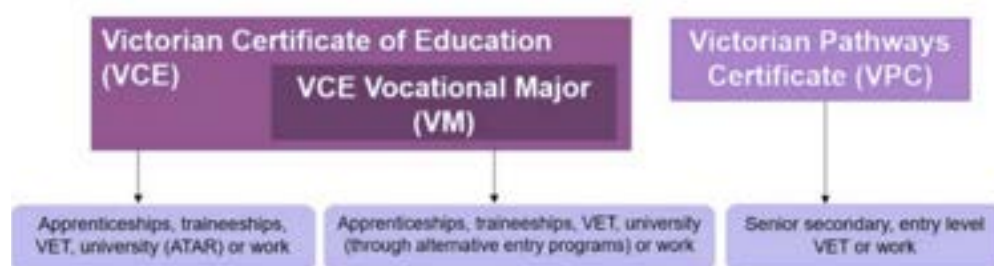 Victorian Certificate of Education
(VCE)
VCE Vocational Major
(VM)
Victorian Pathways
Certificate (VPC)
Apprenticeships, traineeships,
VET, university (ATAR) or work
Apprenticeships, traineeships, VET, university
(through alternative entry programs) or work
Senior secondary, entry level
VET or work